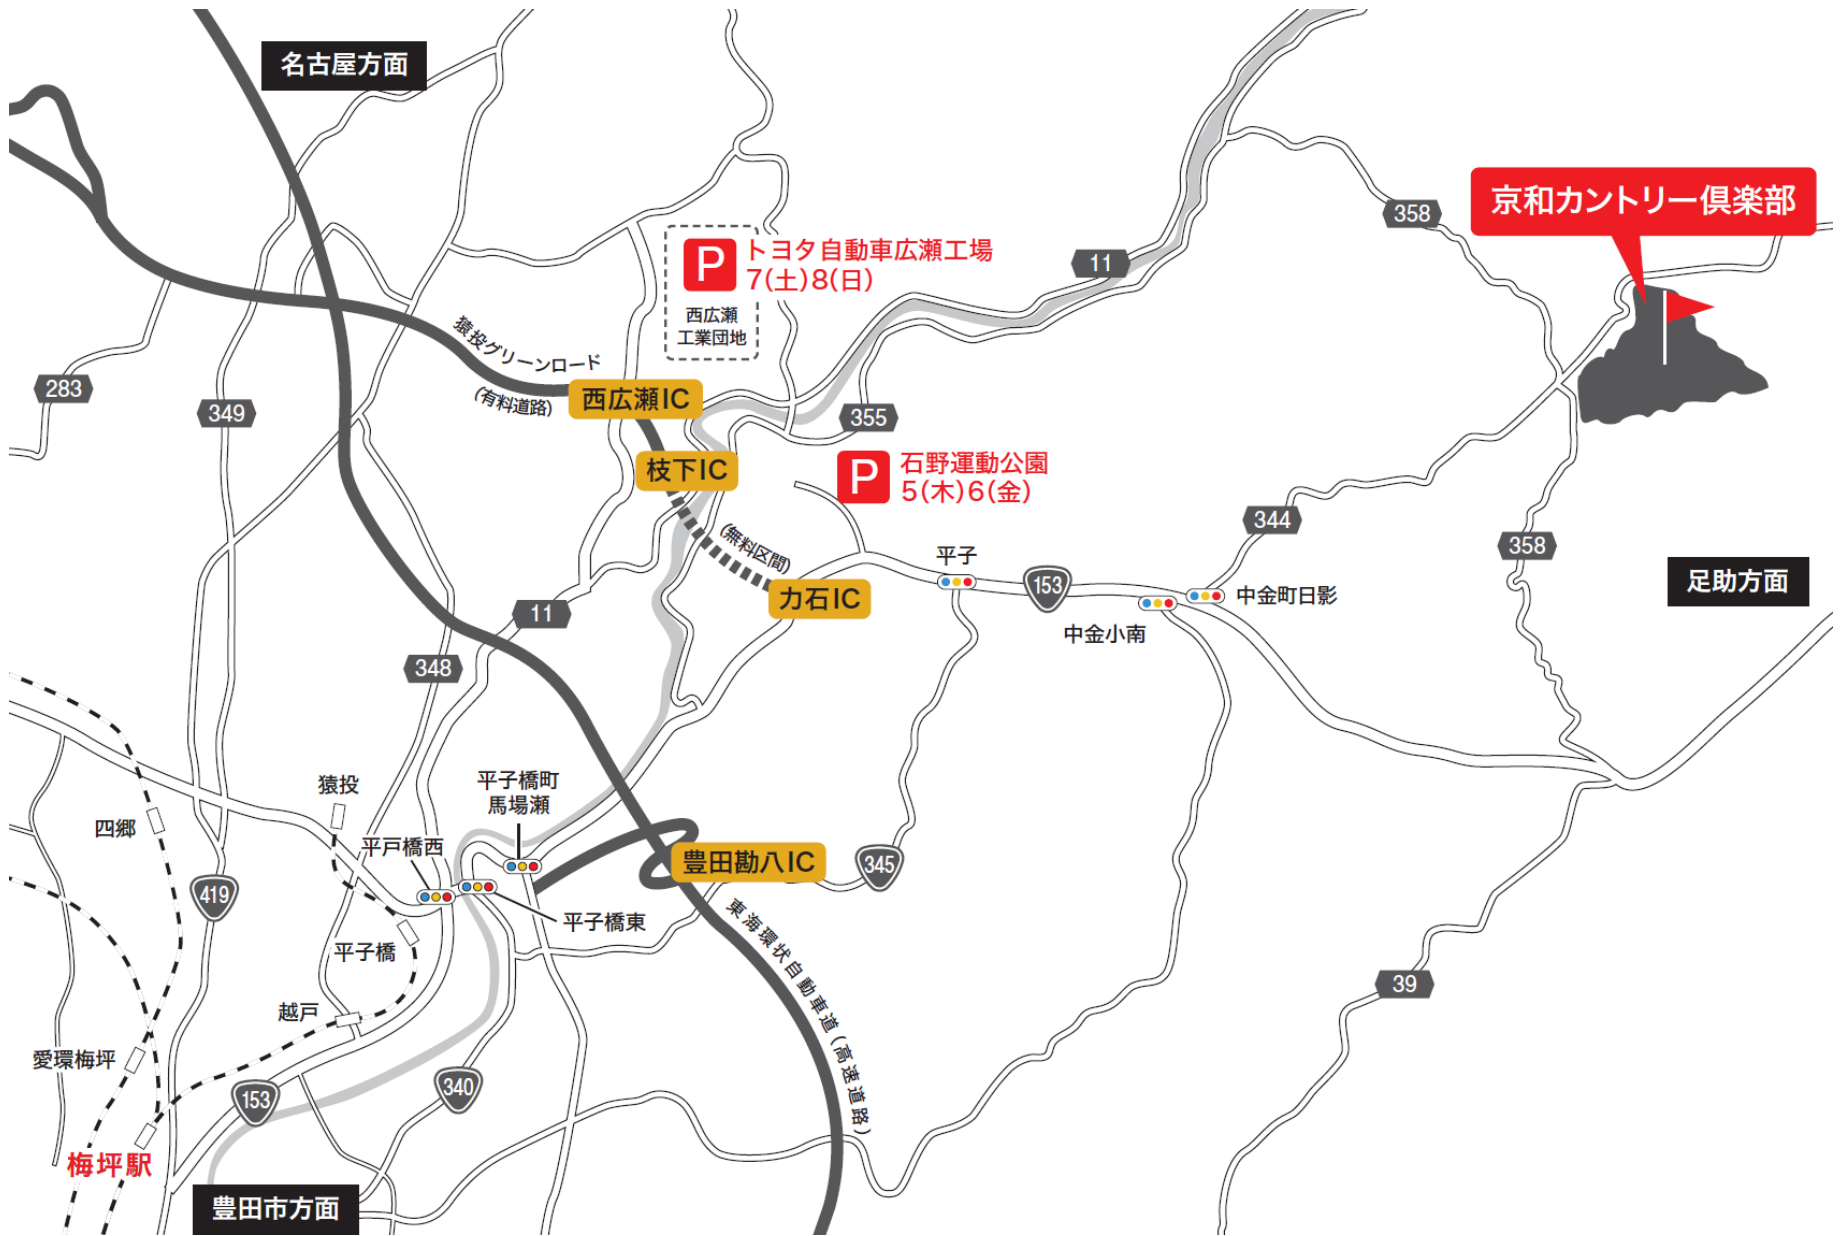 名古屋方面
358
京和カントリー倶楽部
P
トヨタ自動車広瀬工場
7(土)8(日)
11
西広瀬
工業団地
猿投グリーンロード
(有料道路)
283
349
西広瀬IC
355
枝下IC
P
石野運動公園
5(木)6(金)
344
(無料区間)
358
平子
153
足助方面
力石IC
中金町日影
11
中金小南
348
猿投
平子橋町
馬場瀬
四郷
平戸橋西
豊田勘八IC
345
419
平子橋東
東海環状自動車道(高速道路)
平子橋
39
越戸
愛環梅坪
340
153
梅坪駅
豊田市方面